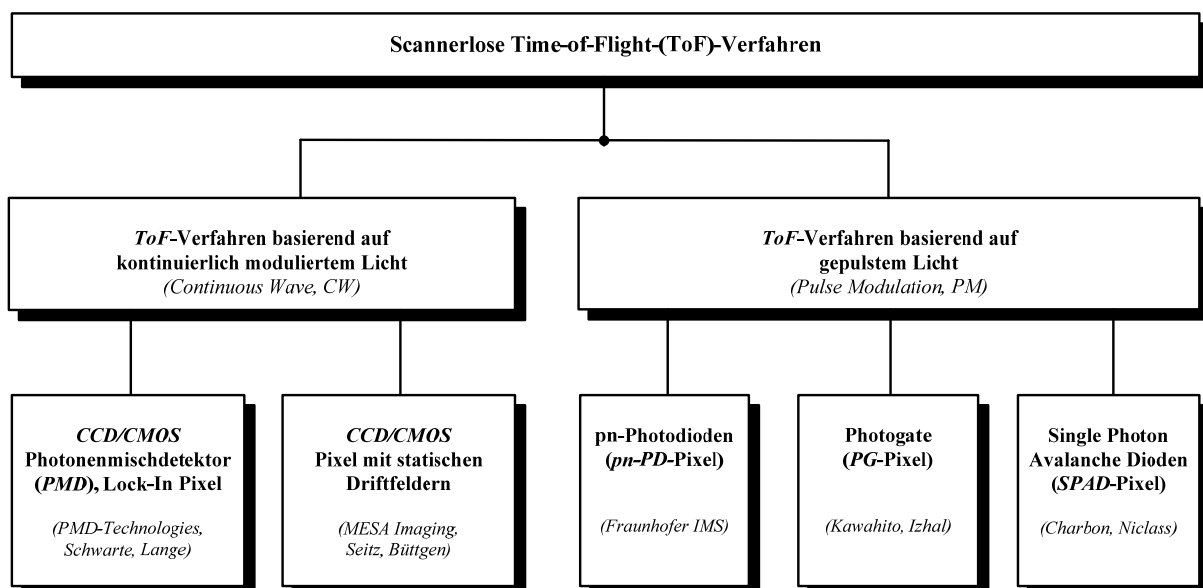 Scannerlose Time-of-Flight-(ToF)-Verfahren
ToF-Verfahren basierend auf
kontinuierlich moduliertem Licht
(Continuous Wave, CW)
ToF-Verfahren basierend auf
gepulstem Licht
(Pulse Modulation, PM)
CCD/CMOS
Photonenmischdetektor
(PMD), Lock-In Pixel
(PMD-Technologies,
Schwarte, Lange)
CCD/CMOS
Pixel mit statischen
Driftfeldern
(MESA Imaging,
Seitz, Büttgen)
pn-Photodioden
(pn-PD-Pixel)
(Fraunhofer IMS)
Photogate
(PG-Pixel)
(Kawahito, Izhal)
Single Photon
Avalanche Dioden
(SPAD-Pixel)
(Charbon, Niclass)